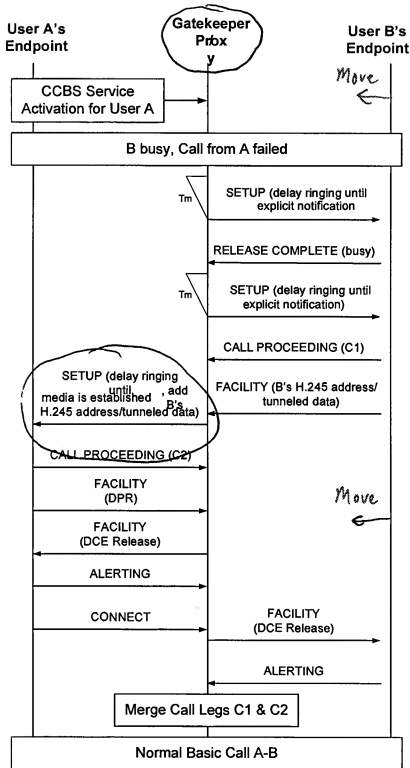 User A's
Endpoint
Gatekeeper
Proxy
y
User B's
Endpoint
Move
CCBS Service
Activation for User A
B busy, Call from A failed
Tm
SETUP (delay ringing until
explicit notification
RELEASE COMPLETE (busy)
Tm
SETUP (delay ringing until
explicit notification)
CALL PROCEEDING (C1)
SETUP (delay ringing
until , add
media is established B's
H.245 address/tunneled data)
FACILITY (B's H.245 address/
tunneled data)
CALL PROCEEDING (C2)
FACILITY
(DPR)
Move
FACILITY
(DCE Release)
ALERTING
CONNECT
FACILITY
(DCE Release)
ALERTING
Merge Call Legs C1 & C2
Normal Basic Call A-B